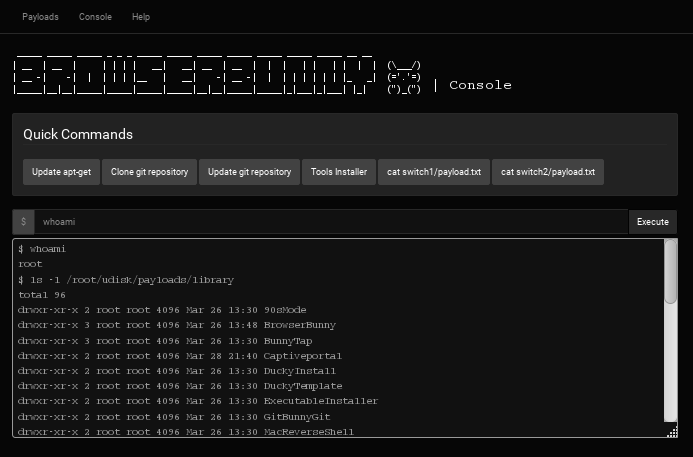 Payloads Console Help
BROWSERBUNNY | Console
(\___/)
(='.'=)
(")_(")
Quick Commands
Update apt-get Clone git repository Update git repository Tools Installer cat switch1/payload.txt cat switch2/payload.txt
$ whoami Execute
$ whoami
root
$ ls -l /root/udisk/payloads/library
total 96
drwxr-xr-x 2 root root 4096 Mar 26 13:30 90sMode
drwxr-xr-x 3 root root 4096 Mar 26 13:48 BrowserBunny
drwxr-xr-x 3 root root 4096 Mar 26 13:30 BunnyTap
drwxr-xr-x 2 root root 4096 Mar 28 21:40 Captiveportal
drwxr-xr-x 2 root root 4096 Mar 26 13:30 DuckyInstall
drwxr-xr-x 2 root root 4096 Mar 26 13:30 DuckyTemplate
drwxr-xr-x 2 root root 4096 Mar 26 13:30 ExecutableInstaller
drwxr-xr-x 2 root root 4096 Mar 26 13:30 GitBunnyGit
drwxr-xr-x 2 root root 4096 Mar 26 13:30 MacReverseShell